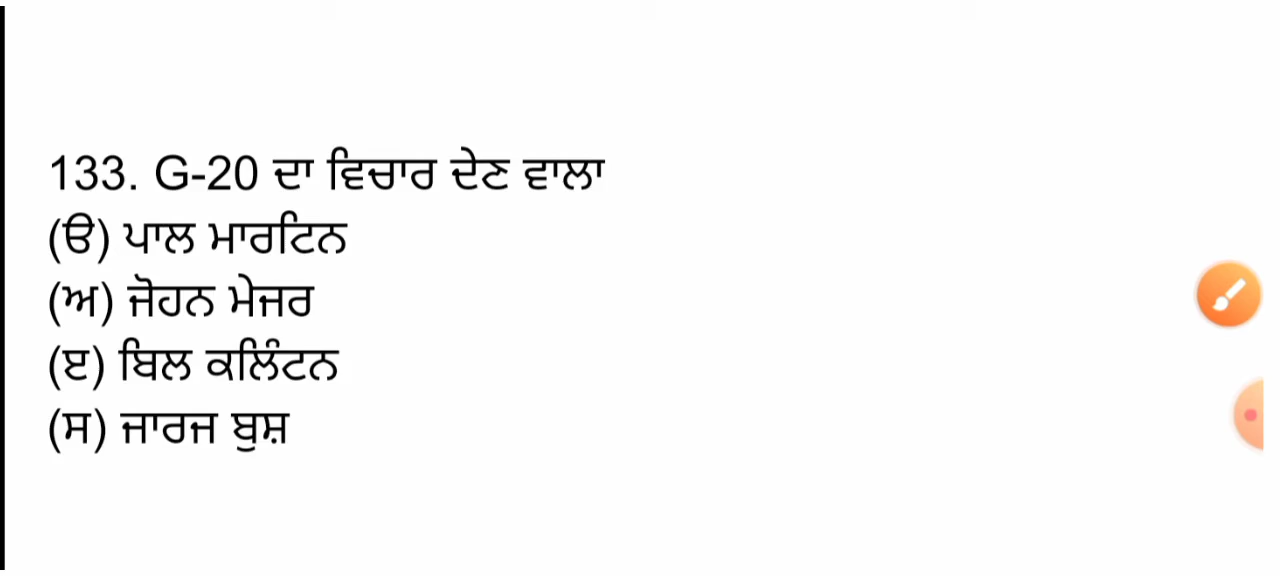 133. G-20 ਦਾ ਵਿਚਾਰ ਦੇਣ ਵਾਲਾ
(ੳ) ਪਾਲ ਮਾਰਟਿਨ
(ਅ) ਜੋਹਨ ਮੇਜਰ
(ੲ) ਬਿਲ ਕਲਿੰਟਨ
(ਸ) ਜਾਰਜ ਬੁਸ਼